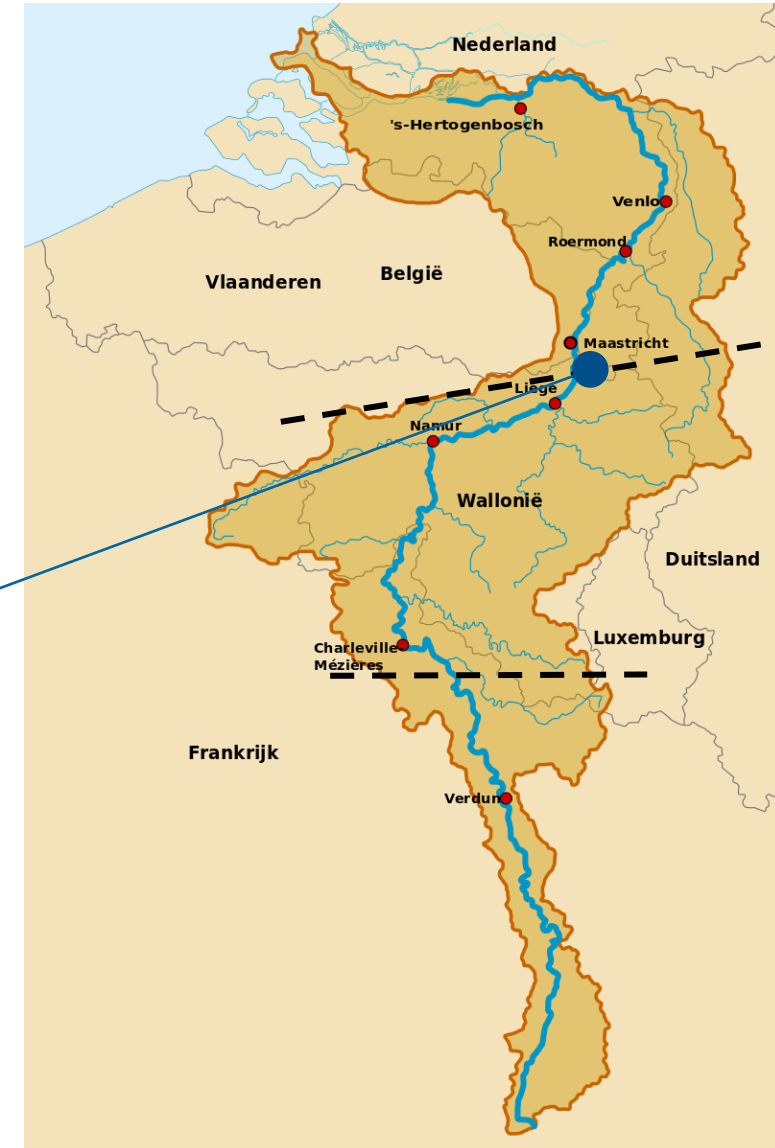 Nederland
's-Hertogenbosch
Venlo
Roermond
Vlaanderen
België
Maastricht
Liège
Namur
Wallonië
Duitsland
Luxemburg
Charleville-
Mézières
Frankrijk
Verdun